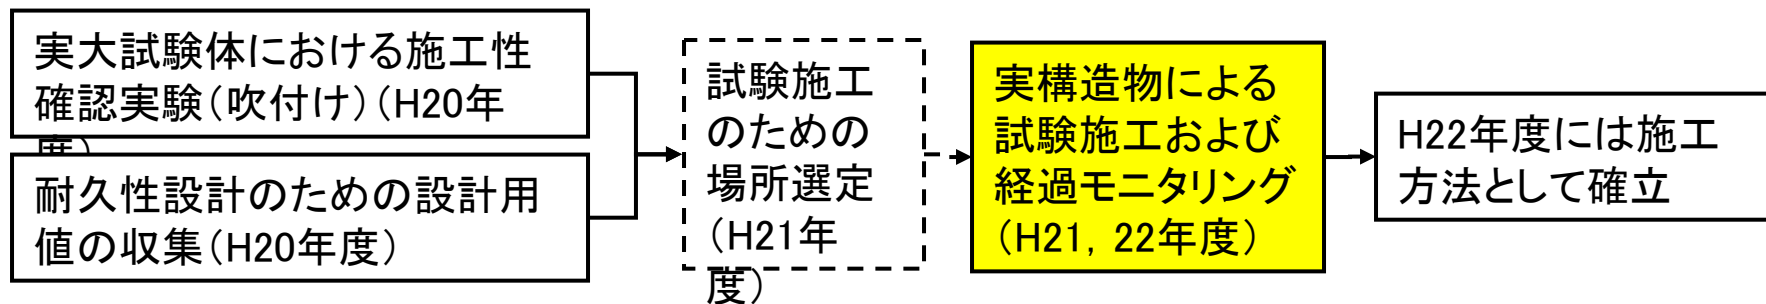 実大試験体における施工性
確認実験（吹付け）（H20年
度）
耐久性設計のための設計用
値の収集（H20年度）
試験施工
のための
場所選定
（H21年
度）
実構造物による
試験施工および
経過モニタリング
（H21，22年度）
H22年度には施工
方法として確立